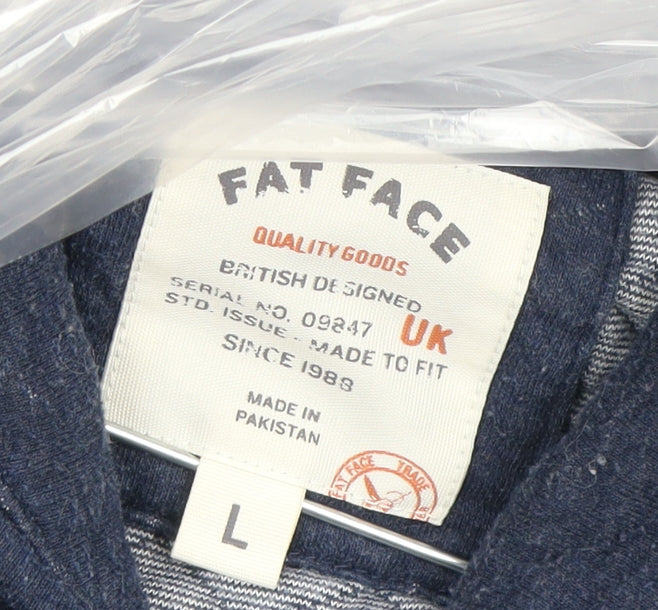 FAT FACE
QUALITY GOODS
BRITISH DESIGNED
SERIAL NO. 09847 UK
STD. ISSUE - MADE TO FIT
SINCE 1988
MADE IN
PAKISTAN
FAT FACE TRADE
L